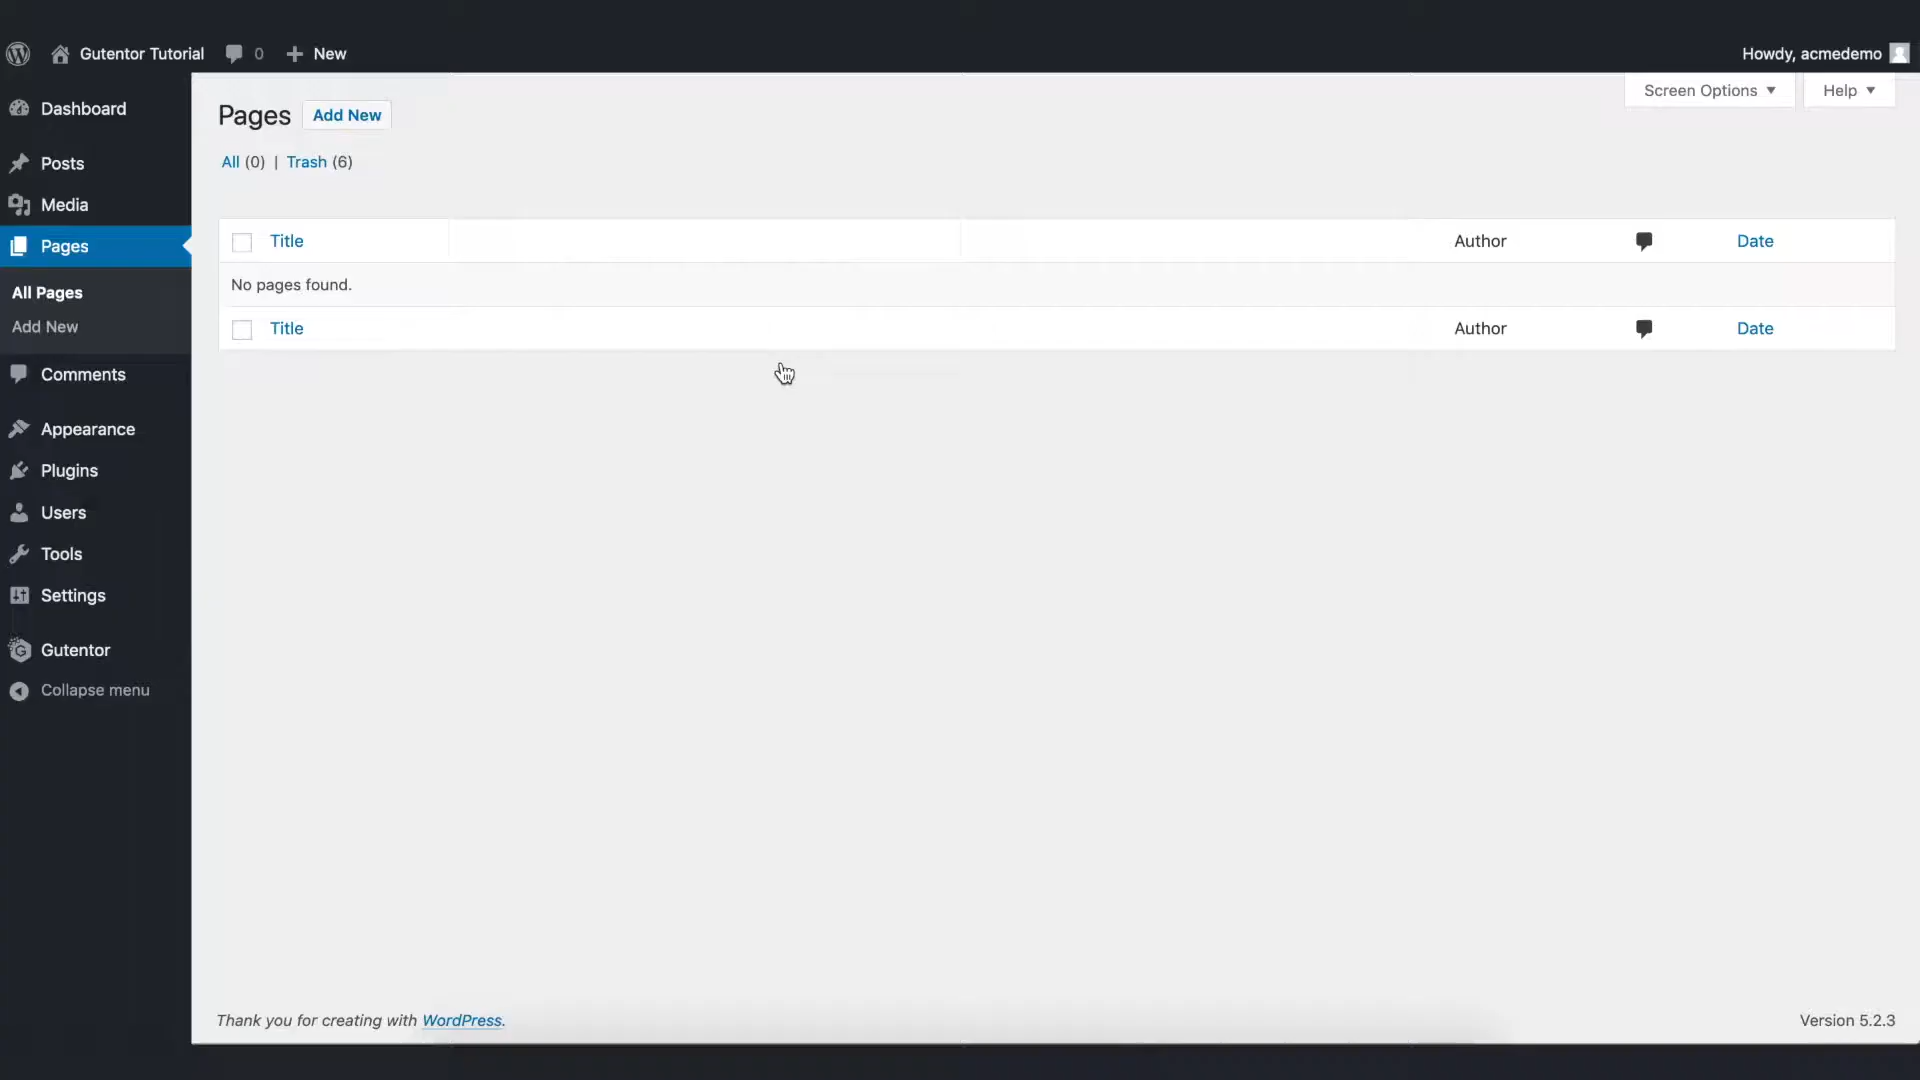 Gutentor Tutorial 0 New Howdy, acmedemo
Screen Options Help
Dashboard
Posts
Media
Pages
All Pages
Add New
Comments
Appearance
Plugins
Users
Tools
Settings
Gutentor
Collapse menu
Pages Add New
All (0) | Trash (6)
Title Author Date
No pages found.
Title Author Date
Thank you for creating with WordPress. Version 5.2.3